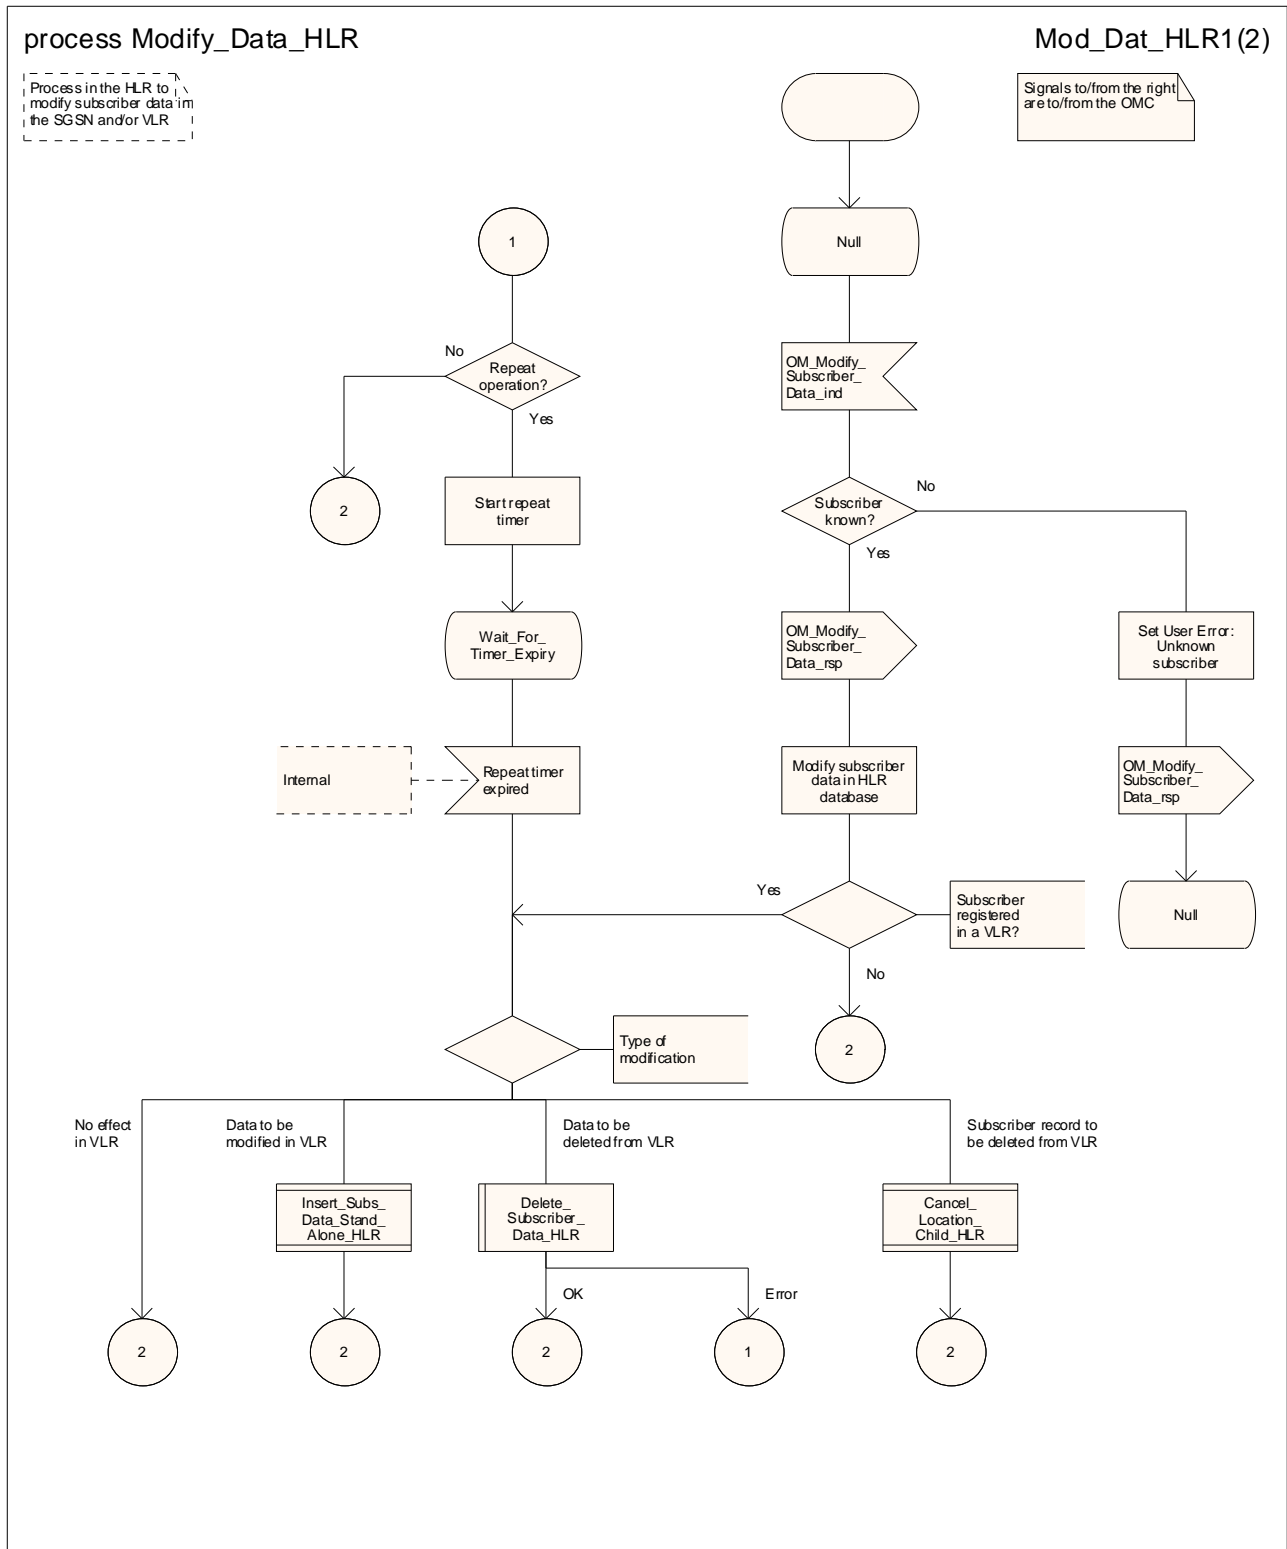 process Modify_Data_HLR
Mod_Dat_HLR1(2)
Process in the HLR to
modify subscriber data in
the SGSN and/or VLR
Signals to/from the right
are to/from the OMC
Null
1
OM_Modify_
Subscriber_
Data_ind
No
Repeat
operation?
Yes
2
Start repeat
timer
Subscriber
known?
No
Yes
Wait_For_
Timer_Expiry
OM_Modify_
Subscriber_
Data_rsp
Set User Error:
Unknown
subscriber
Internal
Repeat timer
expired
Modify subscriber
data in HLR
database
OM_Modify_
Subscriber_
Data_rsp
Yes
Subscriber
registered
in a VLR?
Null
No
Type of
modification
2
No effect
in VLR
Data to be
modified in VLR
Data to be
deleted from VLR
Subscriber record to
be deleted from VLR
Insert_Subs_
Data_Stand_
Alone_HLR
Delete_
Subscriber_
Data_HLR
Cancel_
Location_
Child_HLR
OK
Error
2
2
2
1
2